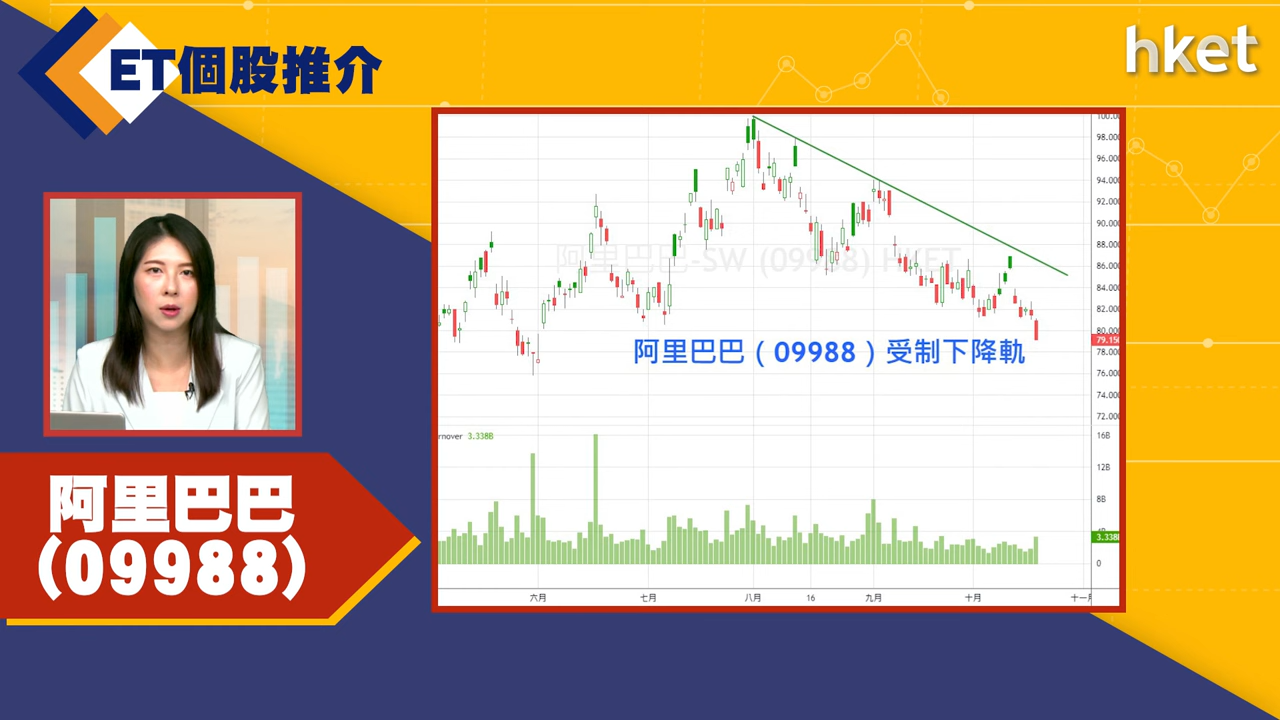 ET個股推介
hket
阿里巴巴
(09988)
阿里巴巴-SW (09988) HKET
阿里巴巴（09988）受制下降軌
100.00
98.000
96.000
94.000
92.000
90.000
88.000
86.000
84.000
82.000
80.000
79.150
78.000
76.000
74.000
72.000
rnover 3.338B
16B
12B
8B
3.338B
0
六月 七月 八月 16 九月 十月 十一月